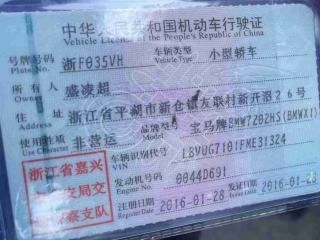 中华人民共和国机动车行驶证
Vehicle License of the People's Republic of China
号牌号码 浙F035VH 车辆类型 小型轿车
Plate No. Vehicle Type
所有人 盛凌超
Owner
住址 浙江省平湖市新仓镇友联村新开浜26号
Address
使用性质 非营运 品牌型号 宝马牌BMW7202HS(BMWX1)
Use Character Model
浙江省嘉兴 车辆识别代号 LBVUG7101FME31324
VIN
市公安局交 发动机号码 0044D691
Engine No.
通警察支队 注册日期 2016-01-28 发证日期 2016-01-28
Register Date Issue Date